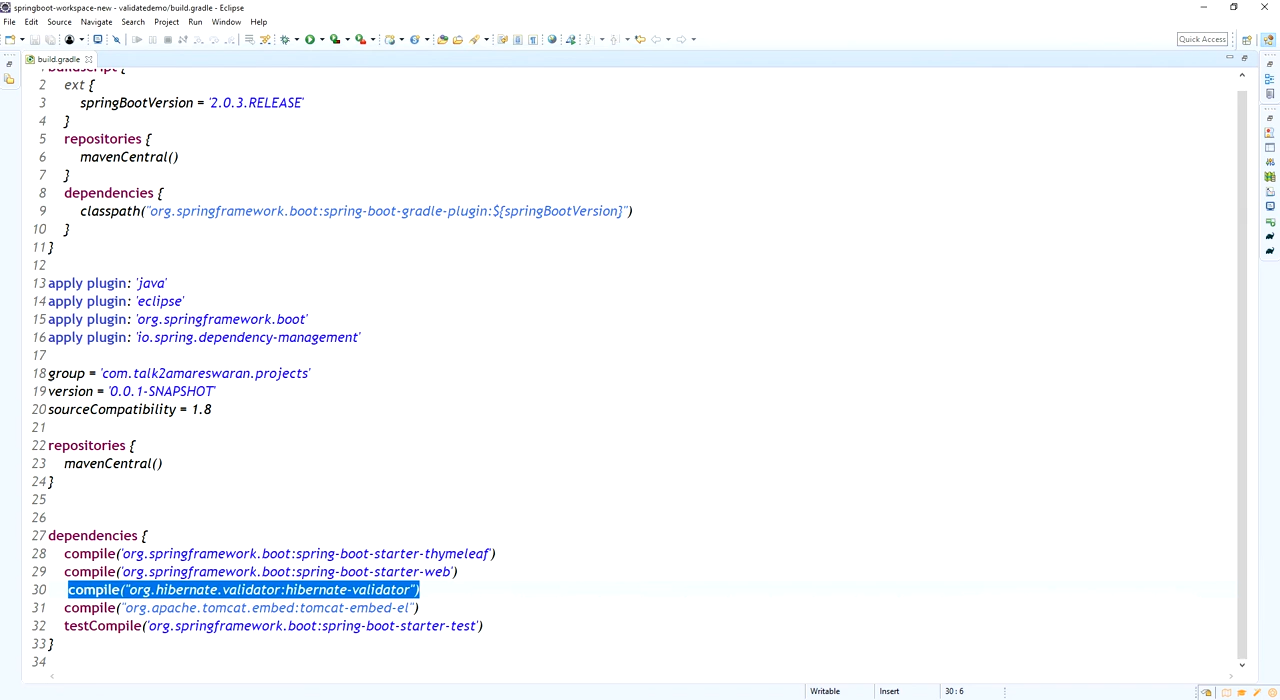 springboot-workspace-new - validatedemo/build.gradle - Eclipse
File Edit Source Navigate Search Project Run Window Help
Quick Access
build.gradle
1 buildscript {
2 ext {
3 springBootVersion = '2.0.3.RELEASE'
4 }
5 repositories {
6 mavenCentral()
7 }
8 dependencies {
9 classpath("org.springframework.boot:spring-boot-gradle-plugin:${springBootVersion}")
10 }
11 }
12
13 apply plugin: 'java'
14 apply plugin: 'eclipse'
15 apply plugin: 'org.springframework.boot'
16 apply plugin: 'io.spring.dependency-management'
17
18 group = 'com.talk2amareswaran.projects'
19 version = '0.0.1-SNAPSHOT'
20 sourceCompatibility = 1.8
21
22 repositories {
23 mavenCentral()
24 }
25
26
27 dependencies {
28 compile('org.springframework.boot:spring-boot-starter-thymeleaf')
29 compile('org.springframework.boot:spring-boot-starter-web')
30 compile("org.hibernate.validator:hibernate-validator")
31 compile("org.apache.tomcat.embed:tomcat-embed-el")
32 testCompile('org.springframework.boot:spring-boot-starter-test')
33 }
34
Writable Insert 30 : 6